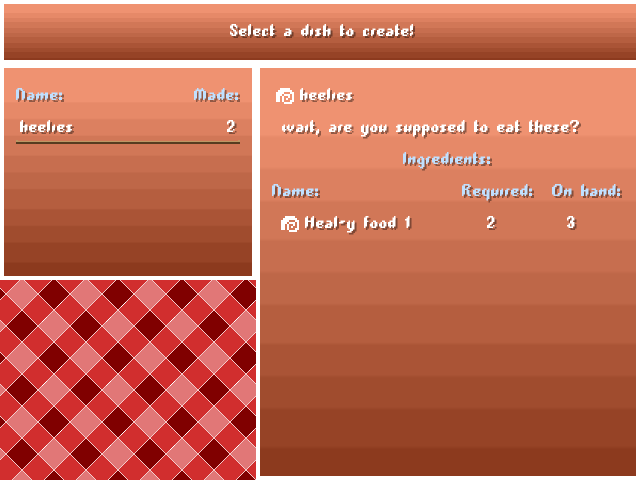 Select a dish to create!
Name: Made:
heelies 2
heelies
wait, are you supposed to eat these?
Ingredients:
Name: Required: On hand:
Heal-y food 1 2 3